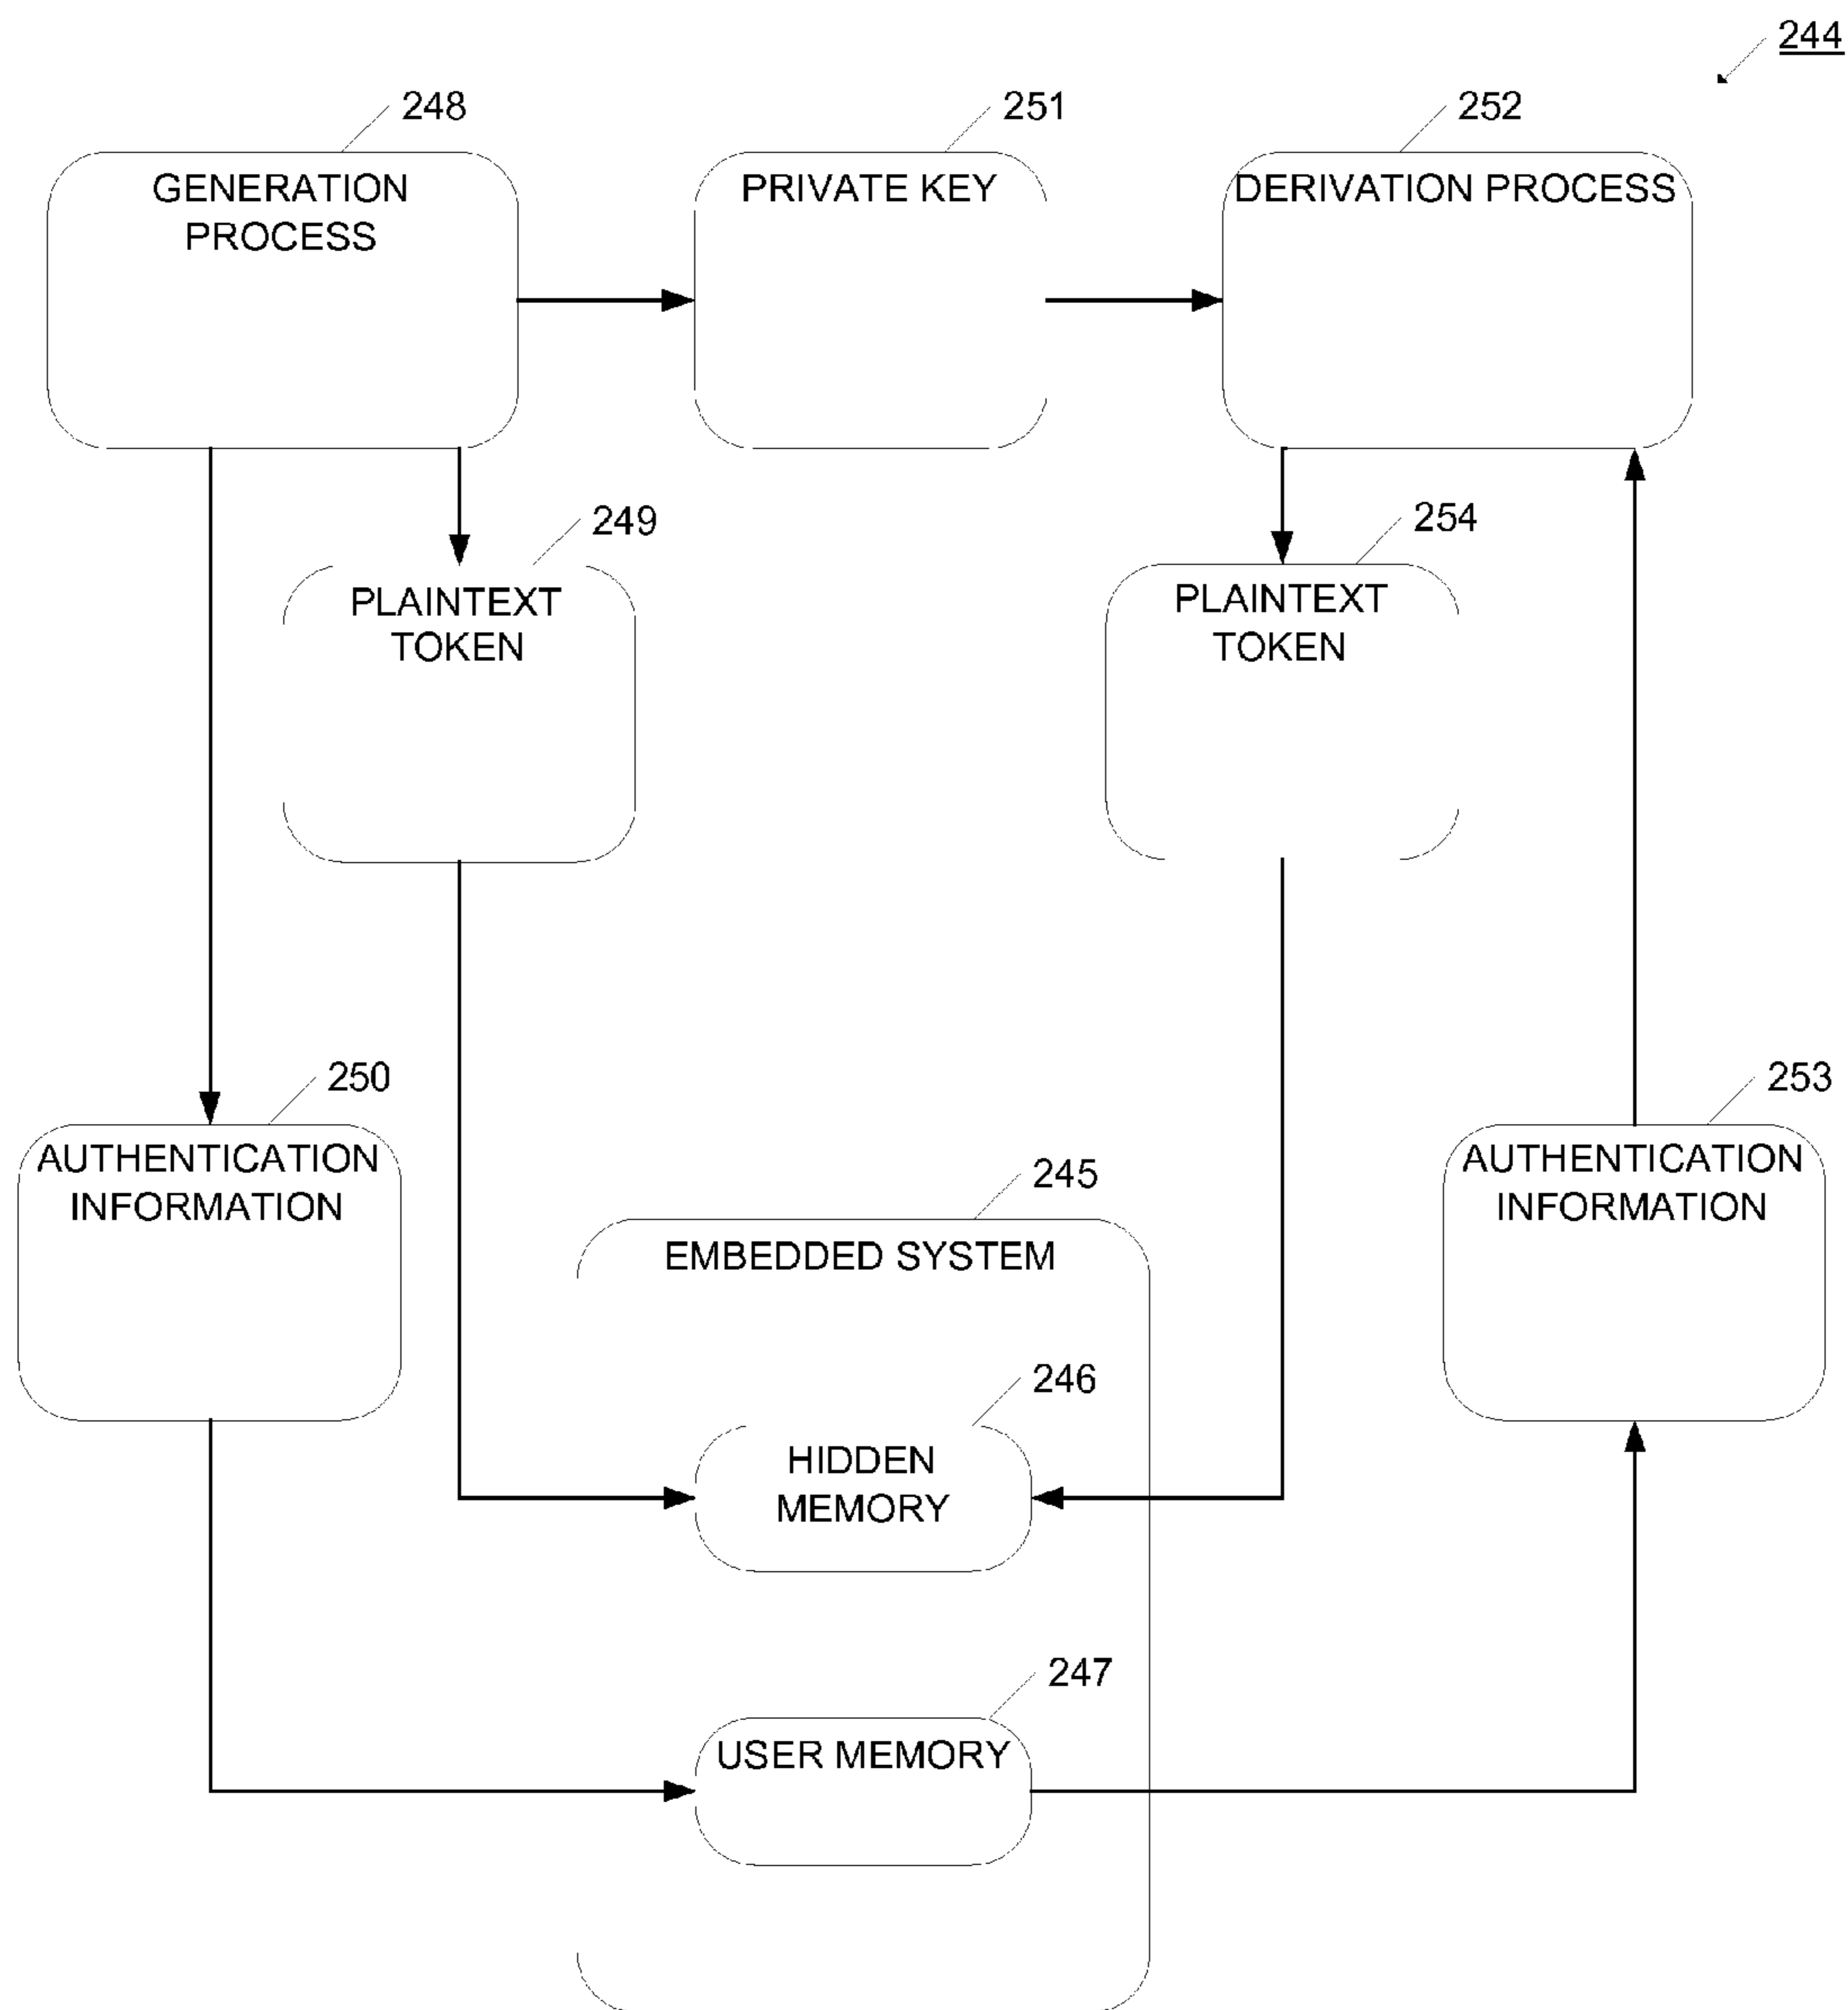 244
248
251
252
GENERATION
PROCESS
PRIVATE KEY
DERIVATION PROCESS
249
254
PLAINTEXT
TOKEN
PLAINTEXT
TOKEN
250
253
AUTHENTICATION
INFORMATION
AUTHENTICATION
INFORMATION
245
EMBEDDED SYSTEM
246
HIDDEN
MEMORY
247
USER MEMORY